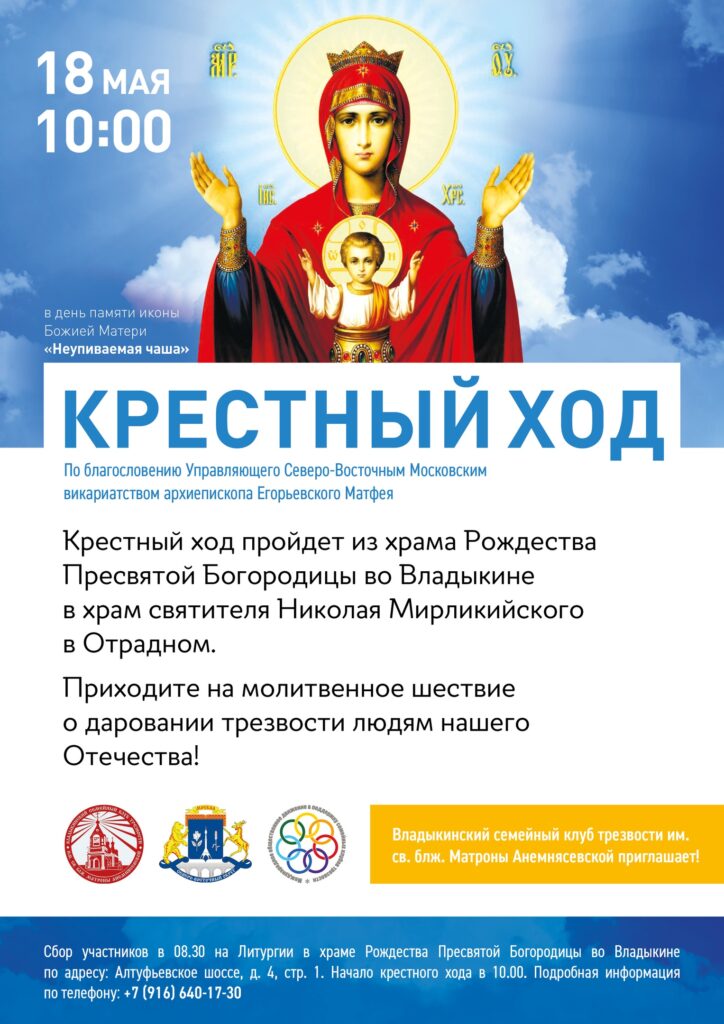 18 МАЯ
10:00
в день памяти иконы
Божией Матери
«Неупиваемая чаша»
КРЕСТНЫЙ ХОД
По благословению Управляющего Северо-Восточным Московским
викариатством архиепископа Егорьевского Матфея
Крестный ход пройдет из храма Рождества
Пресвятой Богородицы во Владыкине
в храм святителя Николая Мирликийского
в Отрадном.
Приходите на молитвенное шествие
о даровании трезвости людям нашего
Отечества!
Владыкинский семейный клуб трезвости им.
св. блж. Матроны Анемнясевской приглашает!
Сбор участников в 08.30 на Литургии в храме Рождества Пресвятой Богородицы во Владыкине
по адресу: Алтуфьевское шоссе, д. 4, стр. 1. Начало крестного хода в 10.00. Подробная информация
по телефону: +7 (916) 640-17-30